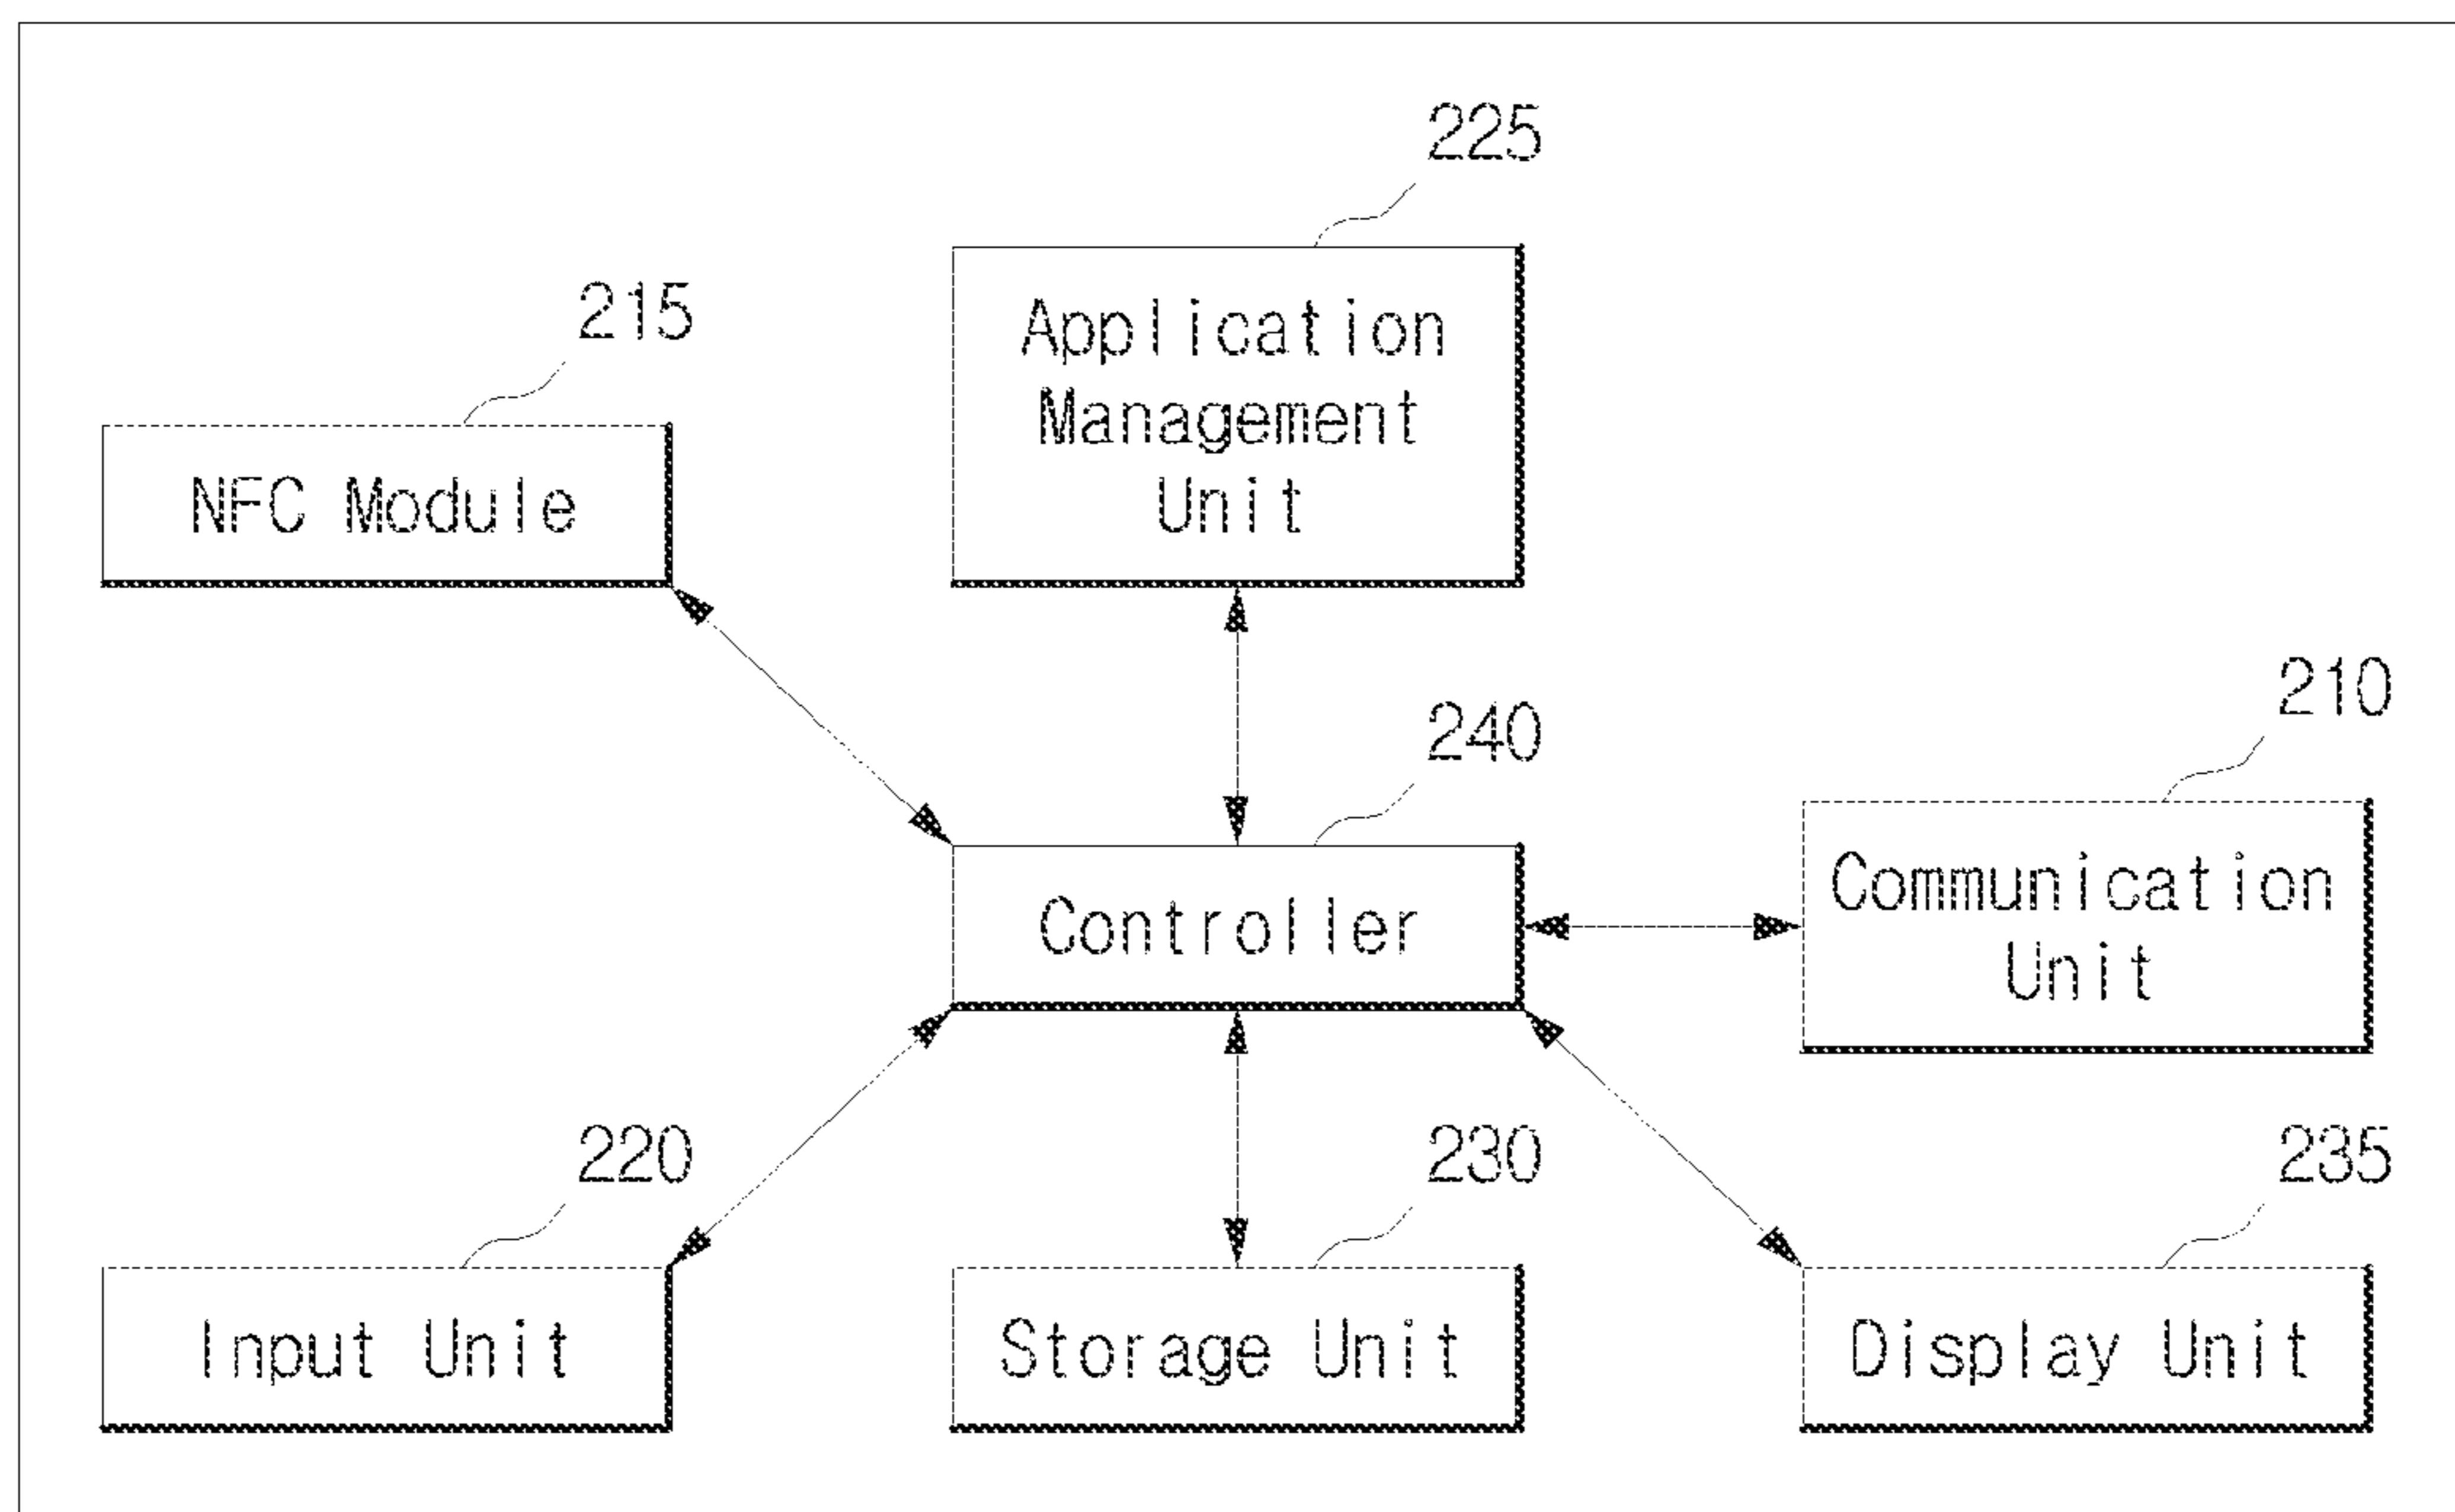 225
215
Application
Management
Unit
NFC Module
240
210
Controller
Communication
Unit
220
230
235
Input Unit
Storage Unit
Display Unit